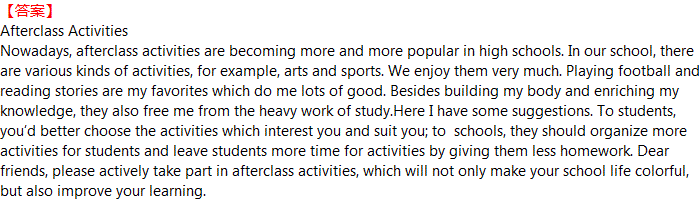 【答案】
Afterclass Activities
Nowadays, afterclass activities are becoming more and more popular in high schools. In our school, there
are various kinds of activities, for example, arts and sports. We enjoy them very much. Playing football and
reading stories are my favorites which do me lots of good. Besides building my body and enriching my
knowledge, they also free me from the heavy work of study.Here I have some suggestions. To students,
you'd better choose the activities which interest you and suit you; to  schools, they should organize more
activities for students and leave students more time for activities by giving them less homework. Dear
friends, please actively take part in afterclass activities, which will not only make your school life colorful,
but also improve your learning.